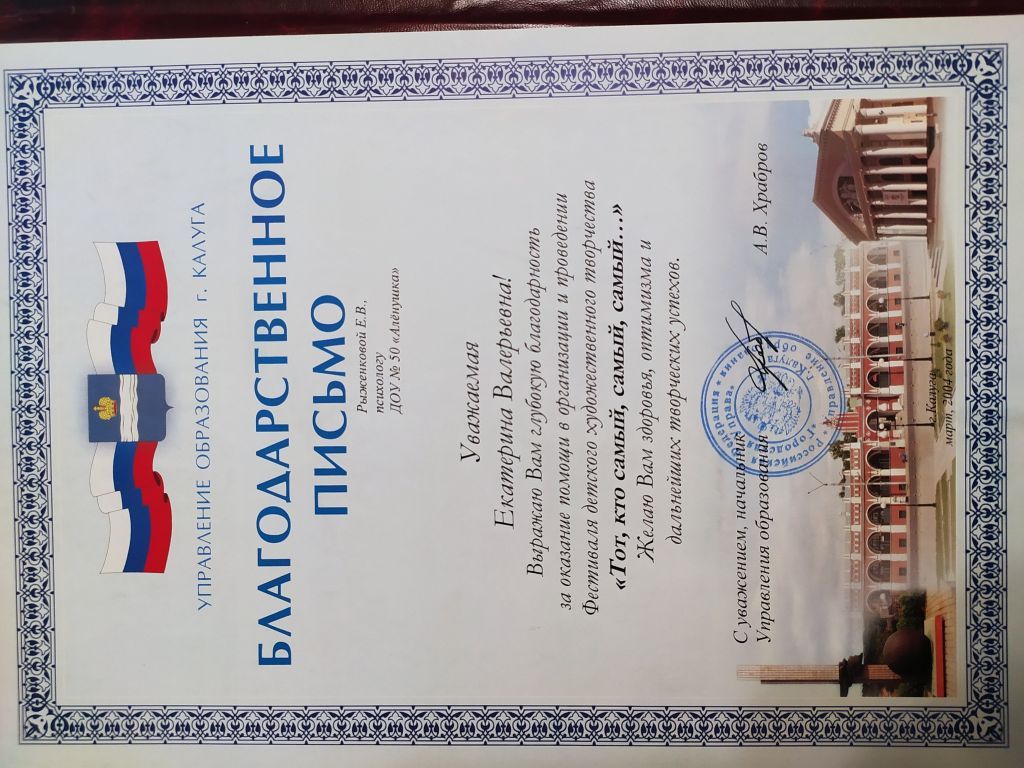 УПРАВЛЕНИЕ ОБРАЗОВАНИЯ г. КАЛУГА
БЛАГОДАРСТВЕННОЕ
ПИСЬМО
Рыженковой Е.В.,
психологу
ДОУ № 50 «Алёнушка»
Уважаемая
Екатерина Валерьевна!
Выражаю Вам глубокую благодарность
за оказание помощи в организации и проведении
Фестиваля детского художественного творчества
«Тот, кто самый, самый, самый...»
Желаю Вам здоровья, оптимизма и
дальнейших творческих успехов.
С уважением, начальник
Управления образования
А.В. Храбров
г.Калуга,
март, 2004 года